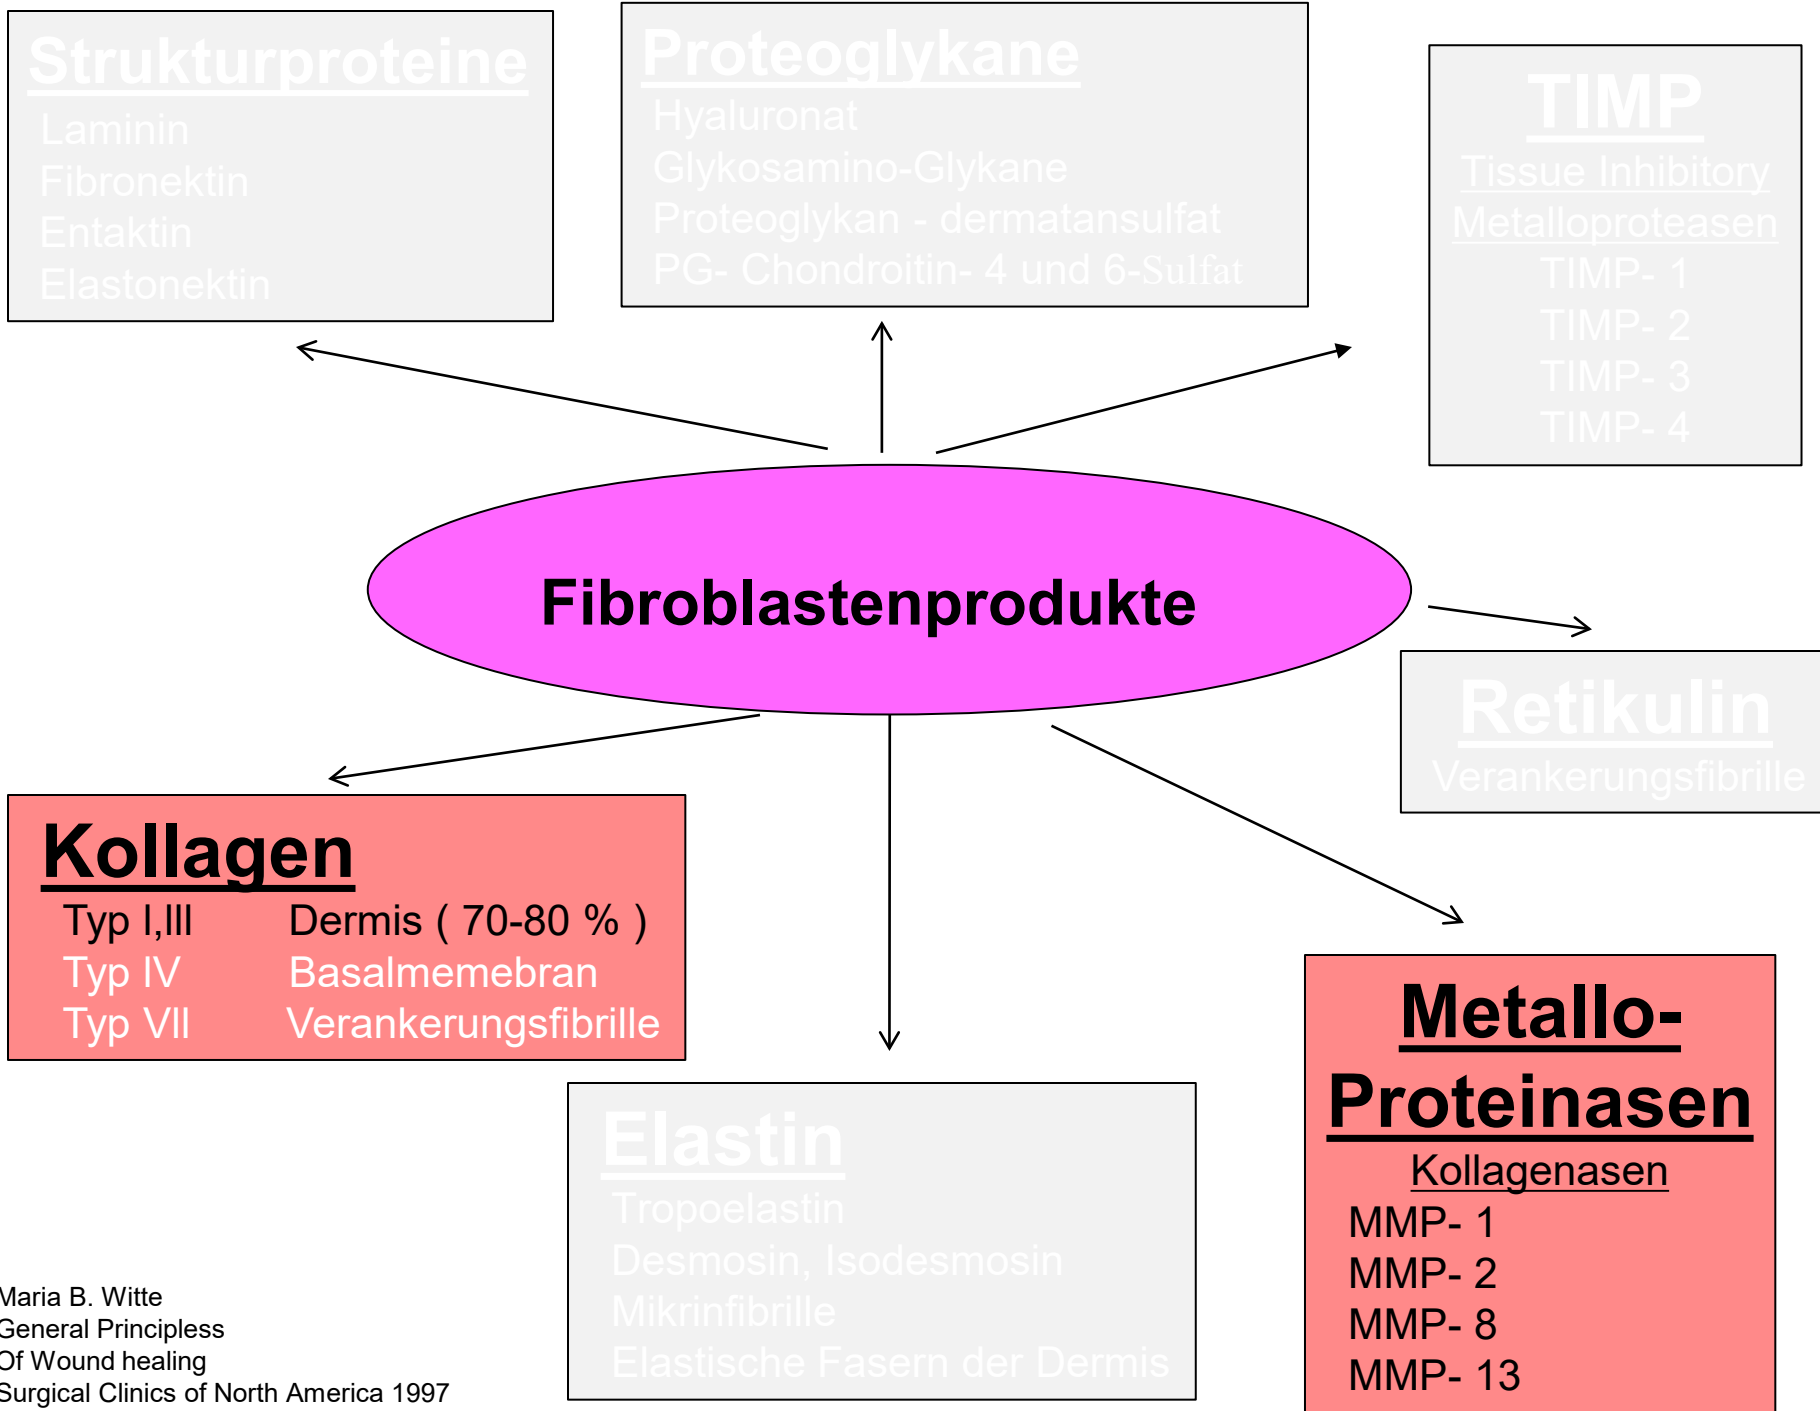 Strukturproteine
Laminin
Fibronektin
Entaktin
Elastonektin
Proteoglykane
Hyaluronat
Glykosamino-Glykane
Proteoglykan - dermatansulfat
PG- Chondroitin- 4 und 6-Sulfat
TIMP
Tissue Inhibitory
Metalloproteasen
TIMP- 1
TIMP- 2
TIMP- 3
TIMP- 4
Fibroblastenprodukte
Retikulin
Verankerungsfibrille
Kollagen
Typ I,III Dermis ( 70-80 % )
Typ IV Basalmemebran
Typ VII Verankerungsfibrille
Metallo-
Proteinasen
Kollagenasen
MMP- 1
MMP- 2
MMP- 8
MMP- 13
Elastin
Tropoelastin
Desmosin, Isodesmosin
Mikrinfibrille
Elastische Fasern der Dermis
Maria B. Witte
General Principless
Of Wound healing
Surgical Clinics of North America 1997